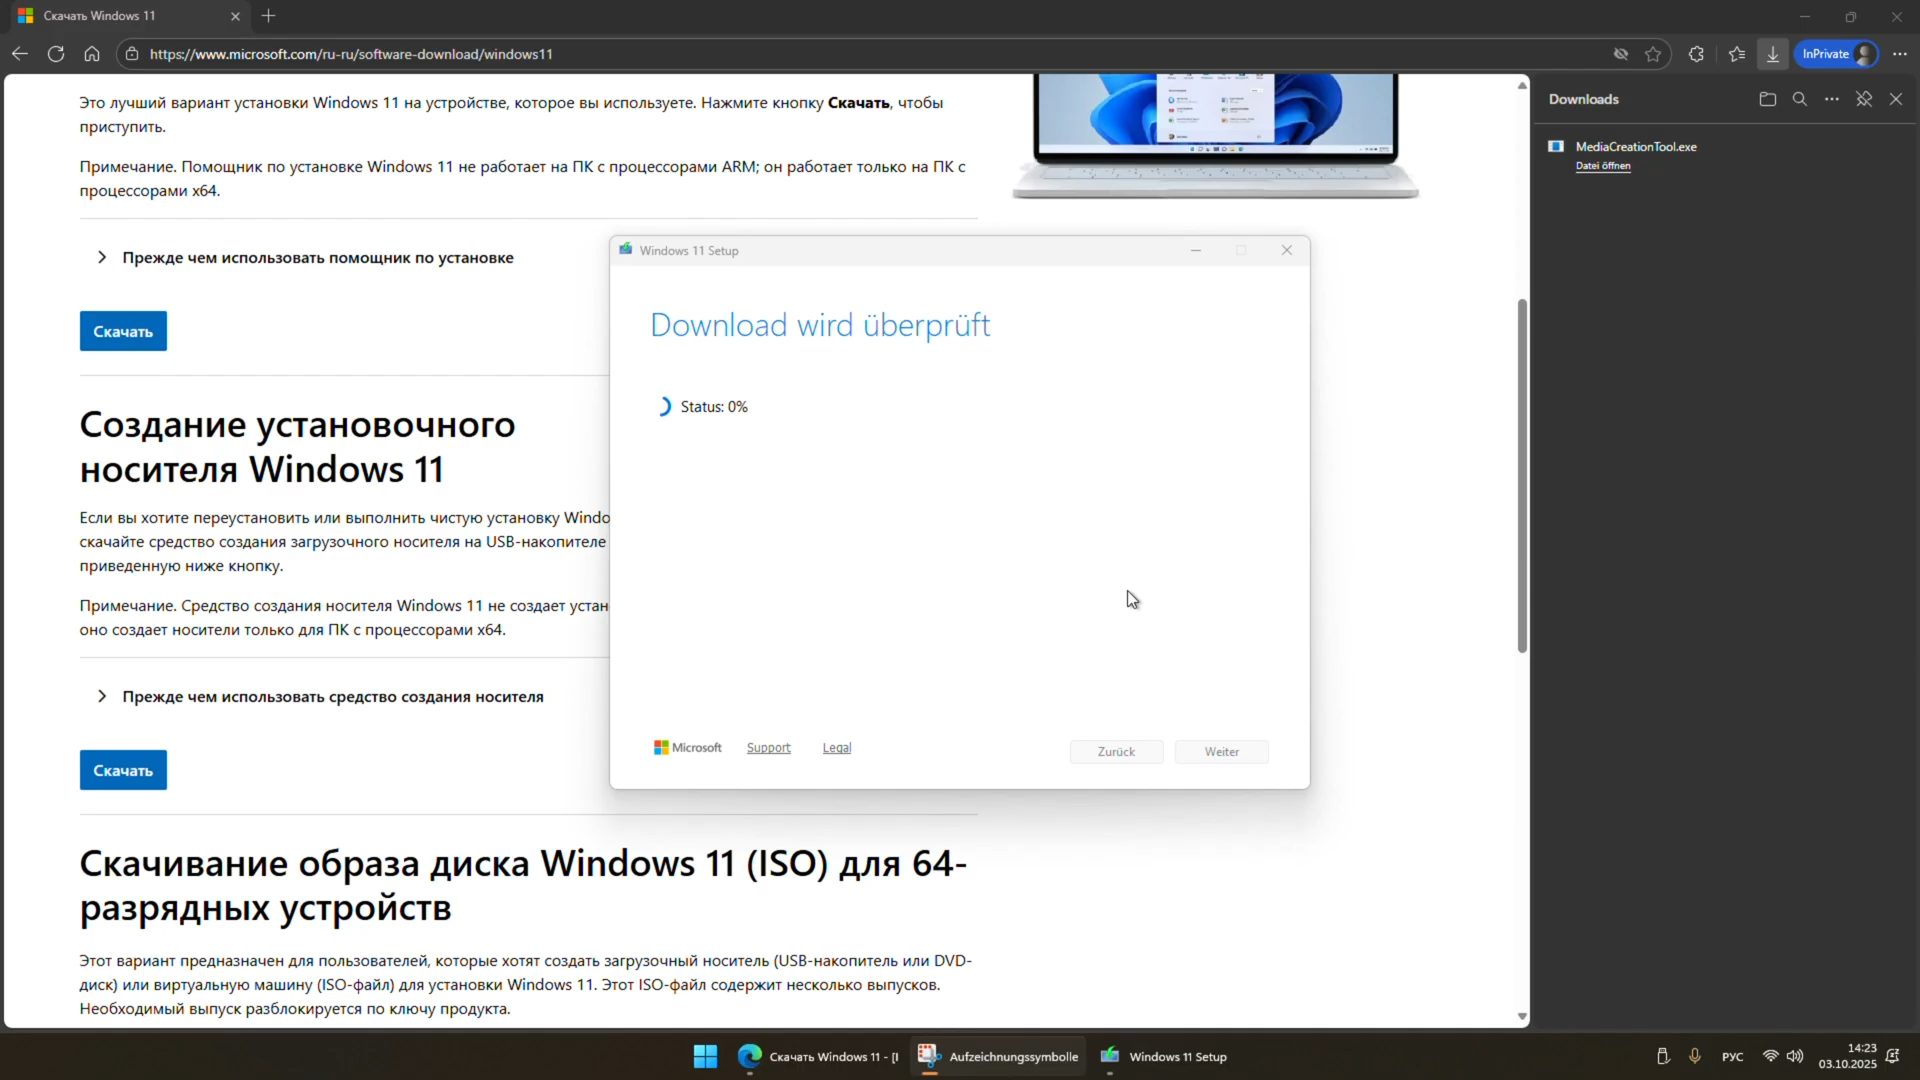 Скачать Windows 11
https://www.microsoft.com/ru-ru/software-download/windows11
InPrivate
Это лучший вариант установки Windows 11 на устройстве, которое вы используете. Нажмите кнопку Скачать, чтобы
приступить.
Примечание. Помощник по установке Windows 11 не работает на ПК с процессорами ARM; он работает только на ПК с
процессорами x64.
Прежде чем использовать помощник по установке
Скачать
Создание установочного
носителя Windows 11
Если вы хотите переустановить или выполнить чистую установку Windo
скачайте средство создания загрузочного носителя на USB-накопителе
приведенную ниже кнопку.
Примечание. Средство создания носителя Windows 11 не создает устан
оно создает носители только для ПК с процессорами x64.
Прежде чем использовать средство создания носителя
Скачать
Скачивание образа диска Windows 11 (ISO) для 64-
разрядных устройств
Этот вариант предназначен для пользователей, которые хотят создать загрузочный носитель (USB-накопитель или DVD-
диск) или виртуальную машину (ISO-файл) для установки Windows 11. Этот ISO-файл содержит несколько выпусков.
Необходимый выпуск разблокируется по ключу продукта.
Windows 11 Setup
Download wird überprüft
Status: 0%
Microsoft
Support
Legal
Zurück
Weiter
Downloads
MediaCreationTool.exe
Datei öffnen
Скачать Windows 11 - [I
Aufzeichnungssymbolle
Windows 11 Setup
РУС
14:23
03.10.2025